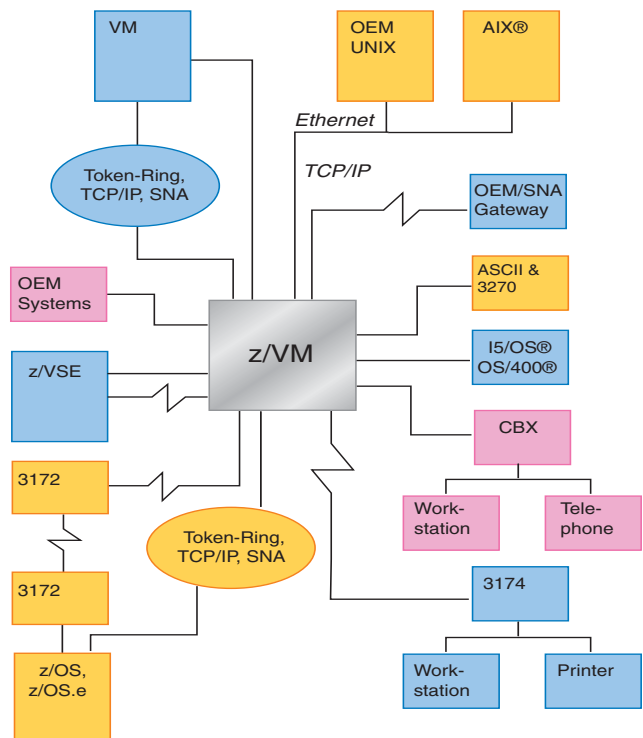 VM
OEM
UNIX
AIX®
Ethernet
TCP/IP
Token-Ring,
TCP/IP, SNA
OEM/SNA
Gateway
OEM
Systems
ASCII &
3270
z/VM
I5/OS®
OS/400®
z/VSE
CBX
3172
Work-
station
Tele-
phone
Token-Ring,
TCP/IP, SNA
3172
3174
z/OS,
z/OS.e
Work-
station
Printer